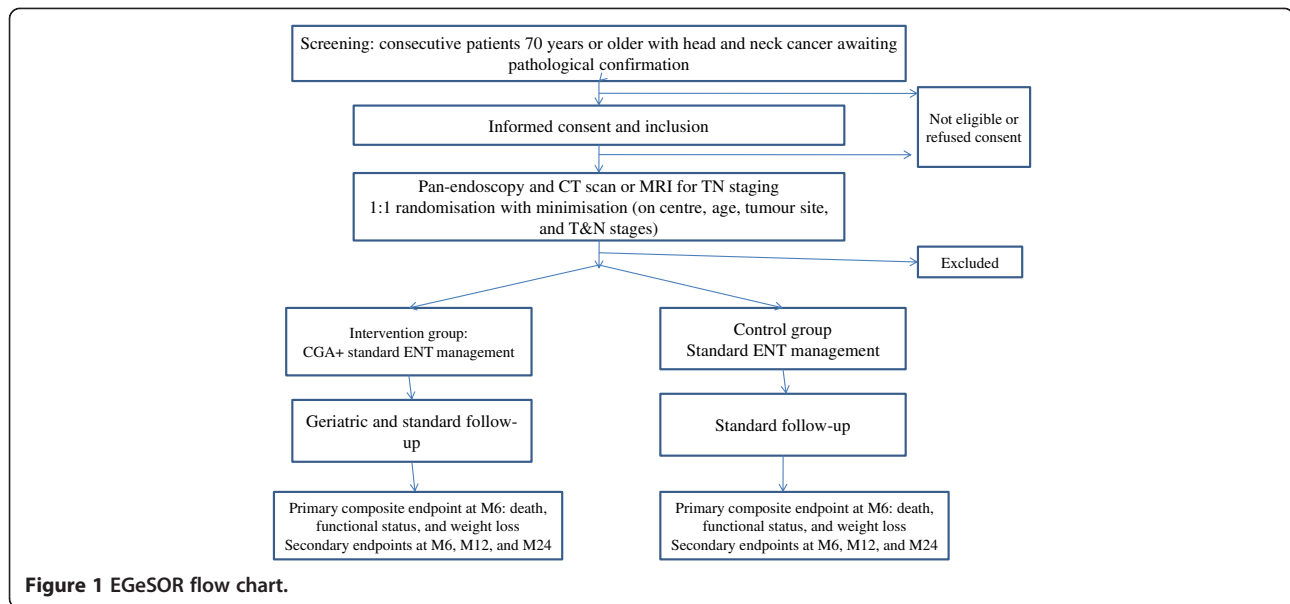 Screening: consecutive patients 70 years or older with head and neck cancer awaiting
pathological confirmation
Not eligible or
refused consent
Informed consent and inclusion
Pan-endoscopy and CT scan or MRI for TN staging
1:1 randomisation with minimisation (on centre, age, tumour site,
and T&N stages)
Excluded
Intervention group:
CGA+ standard ENT management
Control group
Standard ENT management
Geriatric and standard follow-
up
Standard follow-up
Primary composite endpoint at M6: death,
functional status, and weight loss
Secondary endpoints at M6, M12, and M24
Primary composite endpoint at M6: death,
functional status, and weight loss
Secondary endpoints at M6, M12, and M24
Figure 1 EGeSOR flow chart.